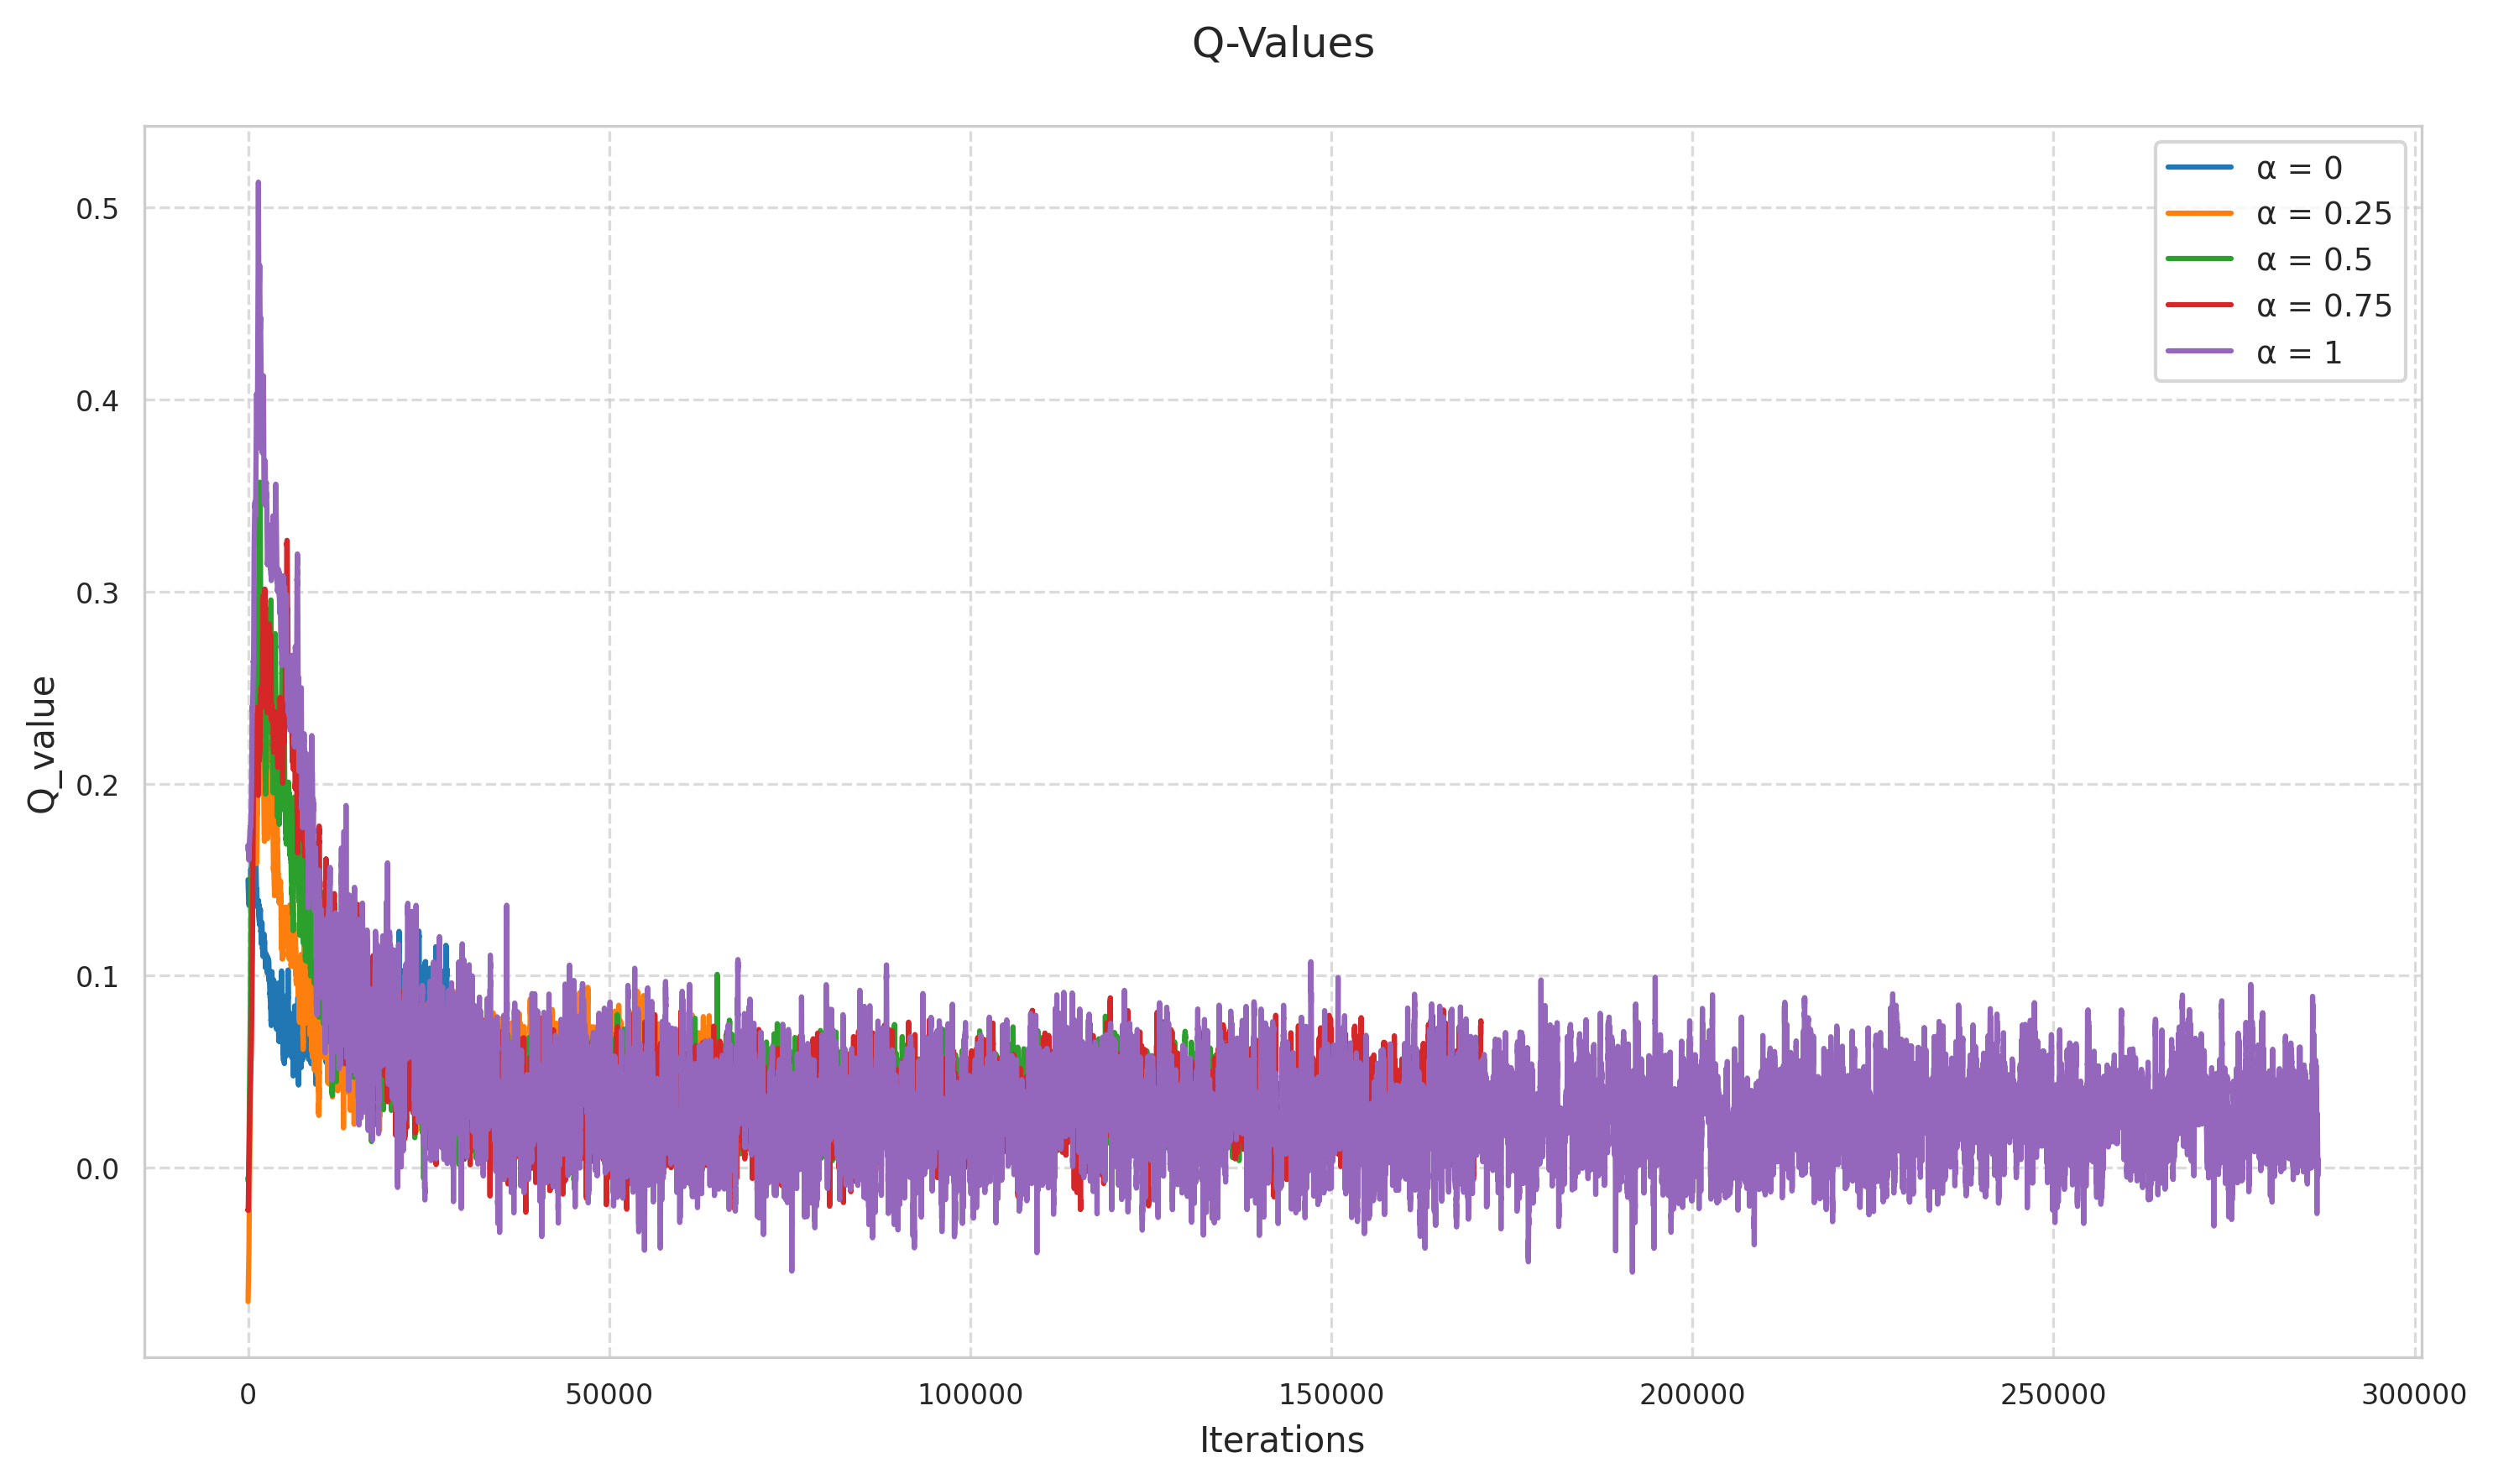 Q-Values
α = 0
α = 0.25
α = 0.5
α = 0.75
α = 1
Q_value
0.5
0.4
0.3
0.2
0.1
0.0
0 50000 100000 150000 200000 250000 300000
Iterations